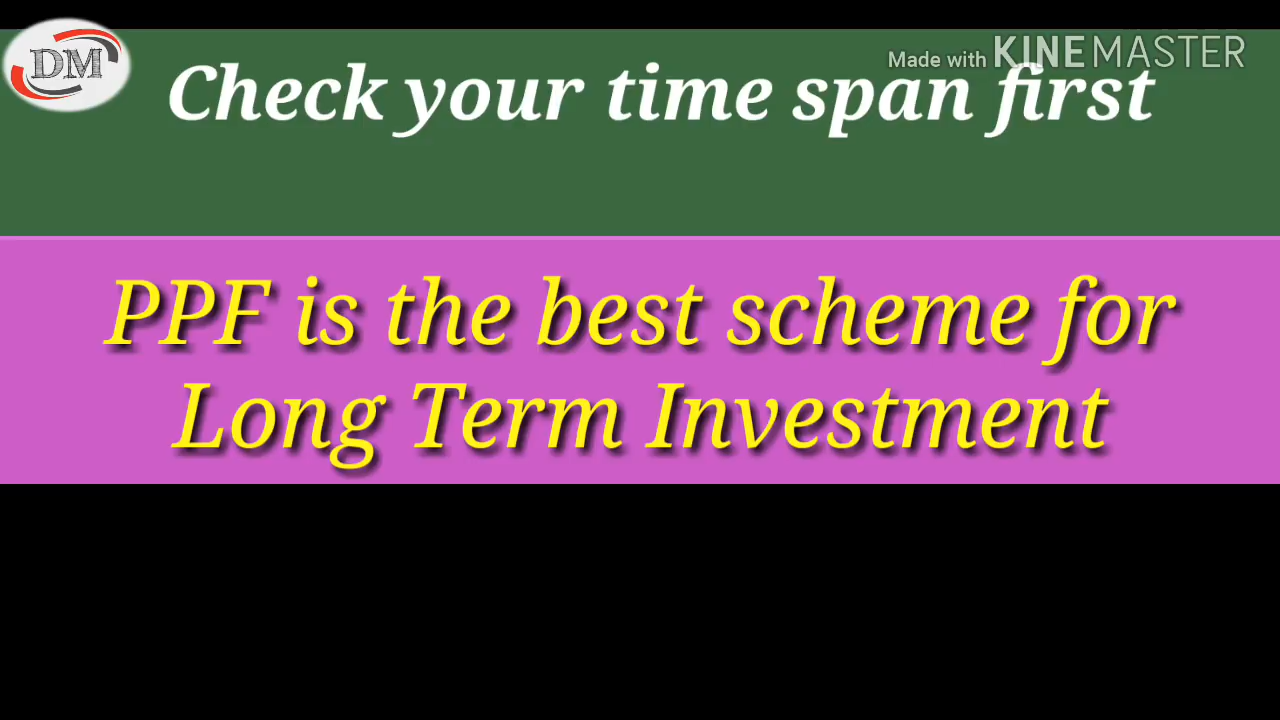 DM
Made with KINEMASTER
Check your time span first
PPF is the best scheme for
Long Term Investment